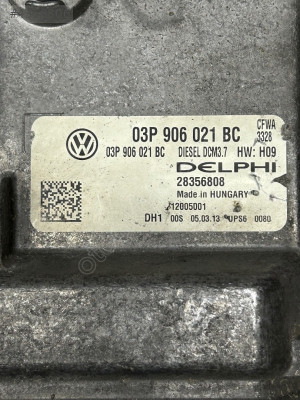 03P 906 021 BC CFWA
3328
03P 906 021 BC DIESEL DCM3.7 HW: H09
DELPHI
28356808
Made in HUNGARY
12005001
DH1 00S 05.03.13 UPS6 0080